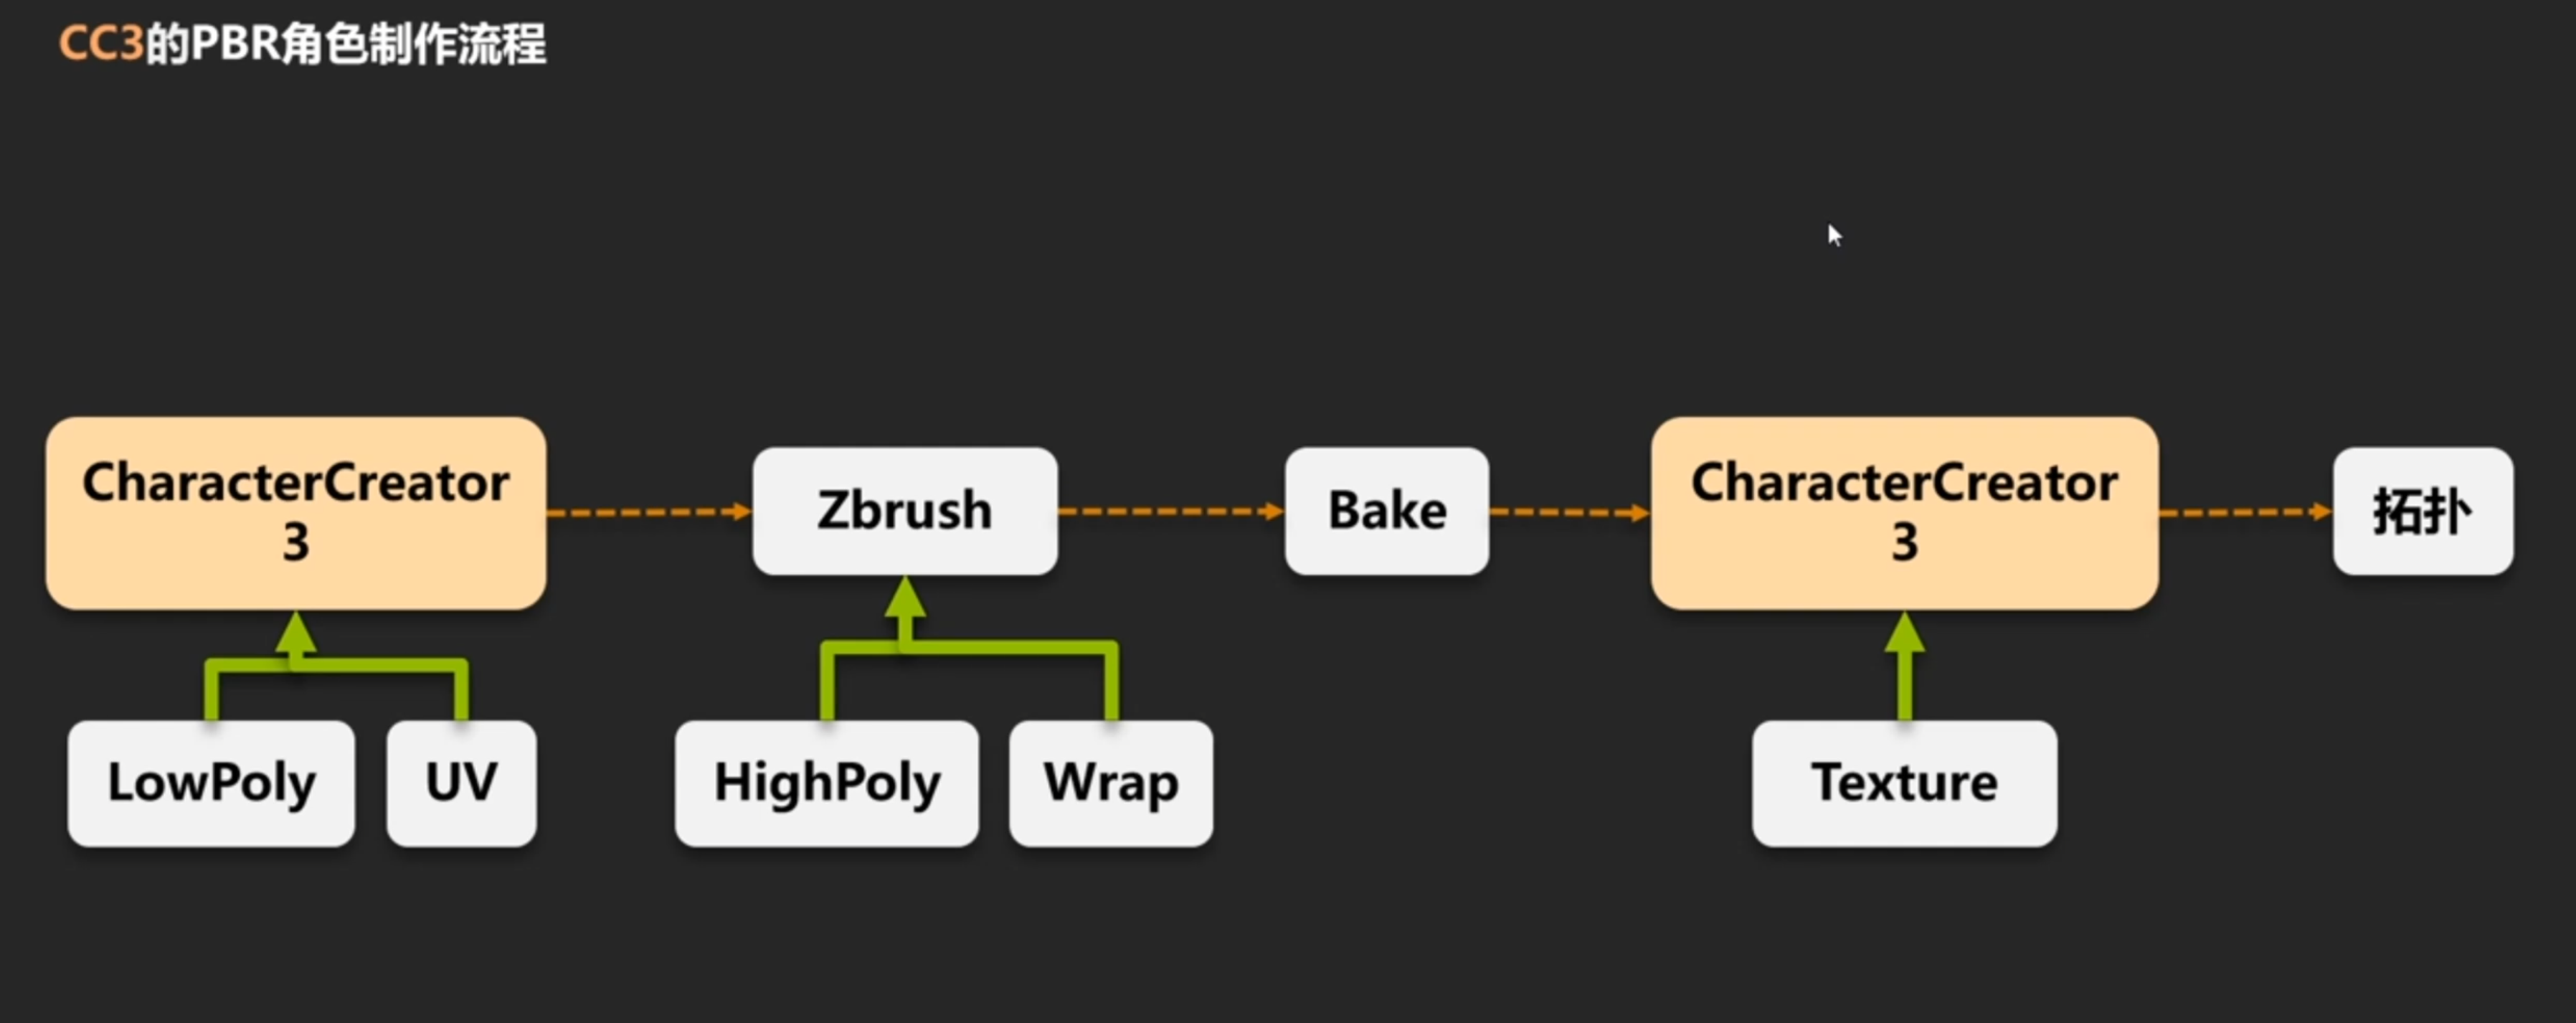 CC3的PBR角色制作流程
CharacterCreator
3
Zbrush
Bake
CharacterCreator
3
拓扑
LowPoly
UV
HighPoly
Wrap
Texture